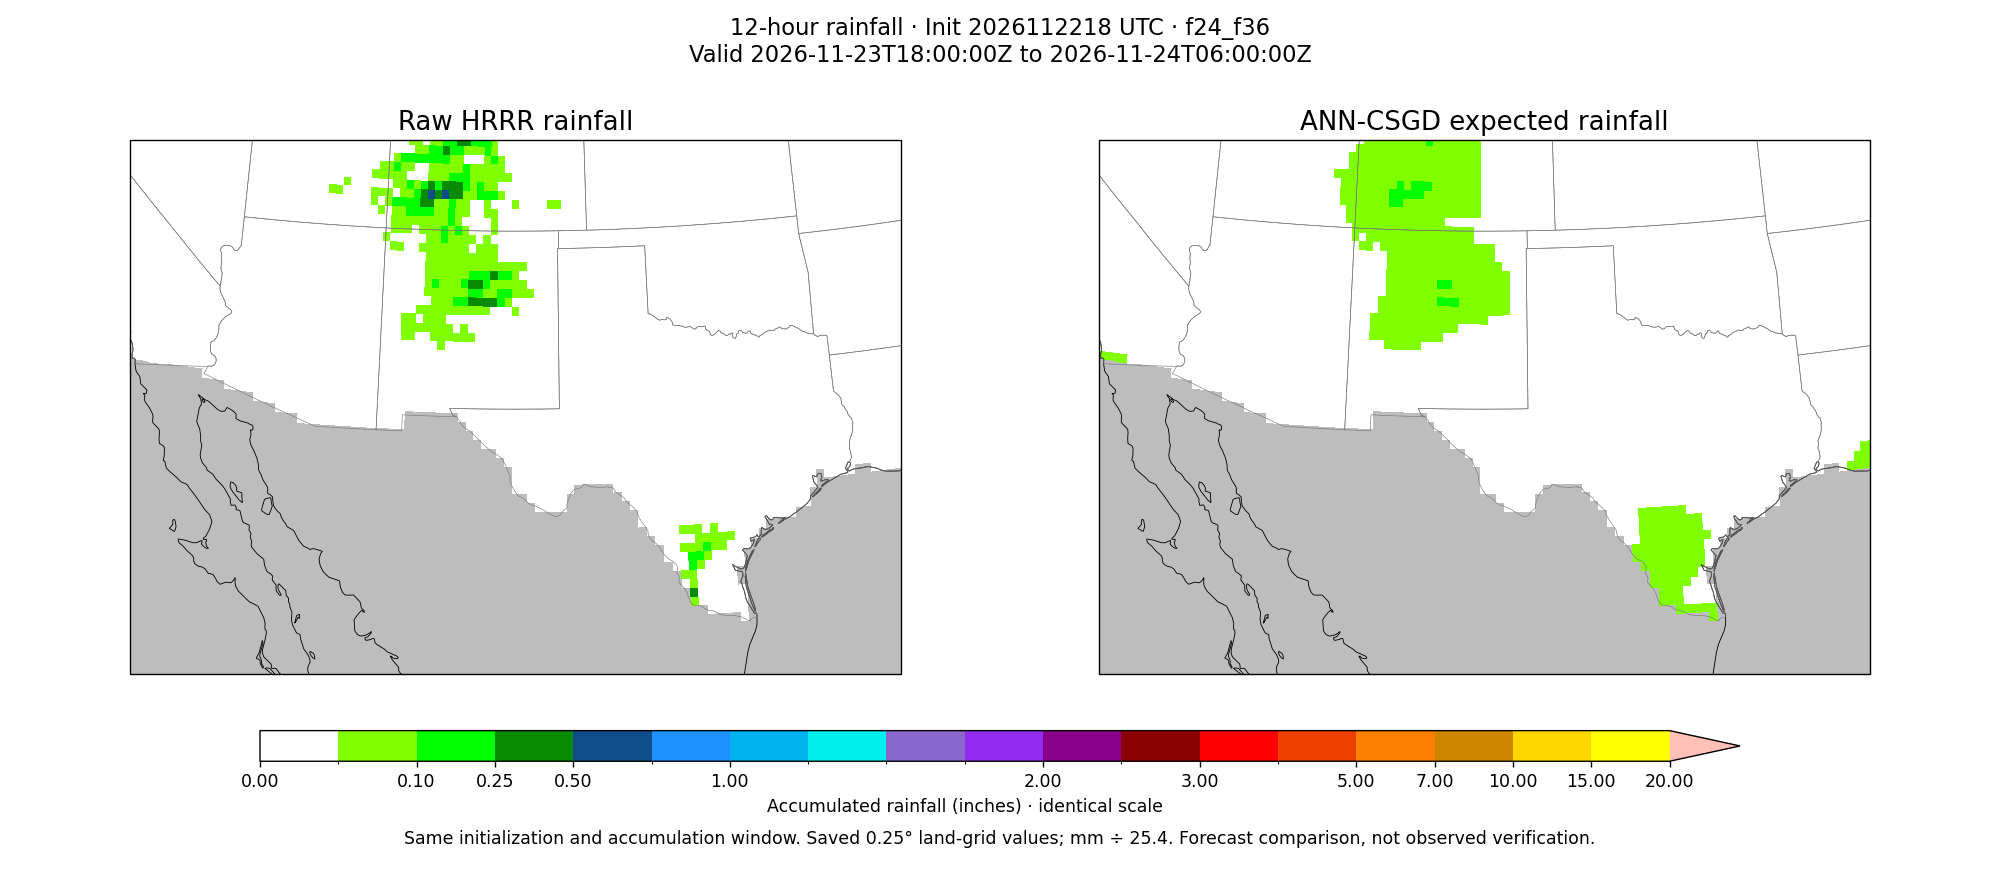 12-hour rainfall · Init 2026112218 UTC · f24_f36
Valid 2026-11-23T18:00:00Z to 2026-11-24T06:00:00Z
Raw HRRR rainfall
ANN-CSGD expected rainfall
0.00 0.10 0.25 0.50 1.00 2.00 3.00 5.00 7.00 10.00 15.00 20.00
Accumulated rainfall (inches) · identical scale
Same initialization and accumulation window. Saved 0.25° land-grid values; mm ÷ 25.4. Forecast comparison, not observed verification.